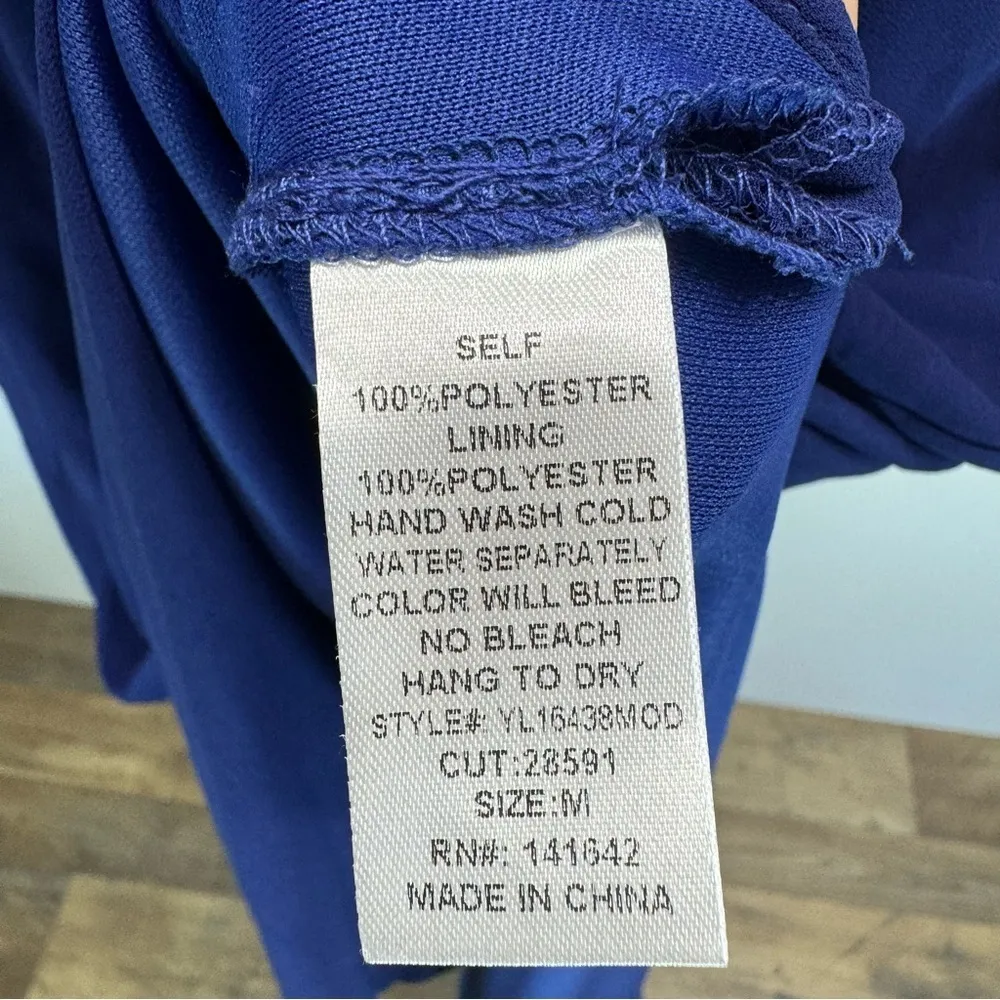 SELF
100%POLYESTER
LINING
100%POLYESTER
HAND WASH COLD
WATER SEPARATELY
COLOR WILL BLEED
NO BLEACH
HANG TO DRY
STYLE#: YL16438MOD
CUT:28591
SIZE:M
RN#: 141642
MADE IN CHINA